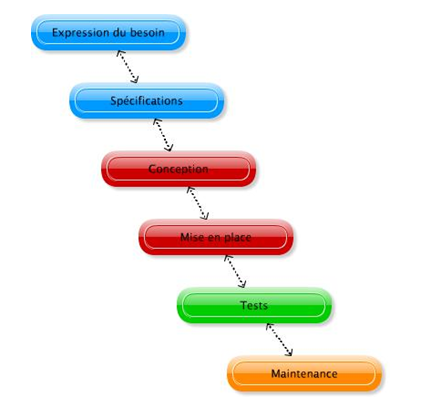 Expression du besoin
Spécifications
Conception
Mise en place
Tests
Maintenance